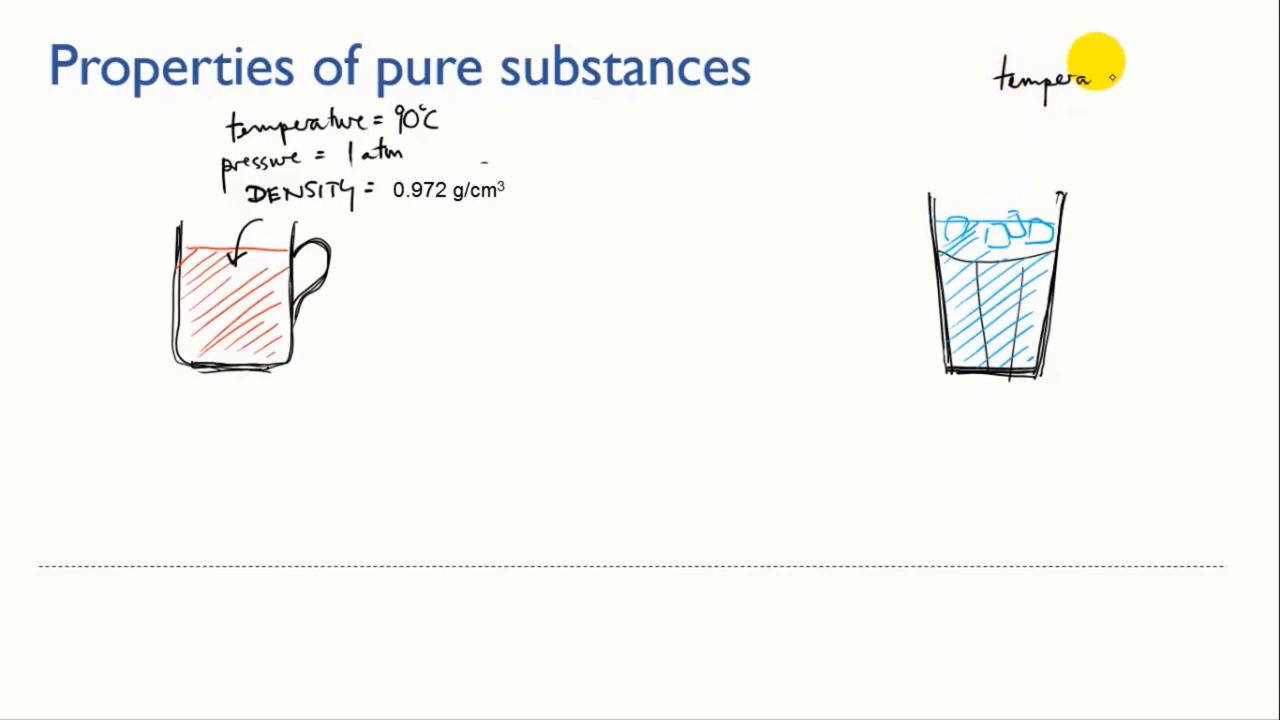 Properties of pure substances
tempera
temperature = 90°C
pressure = 1 atm
DENSITY = 0.972 g/cm³